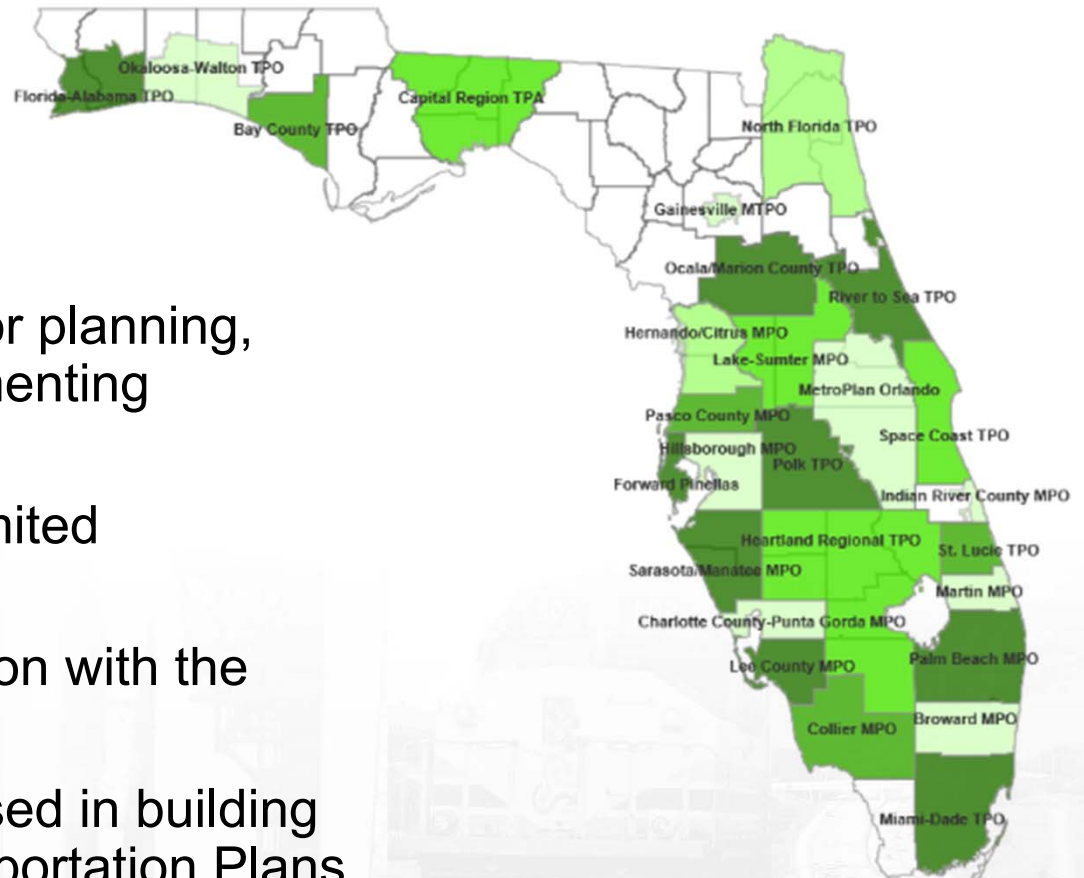 or planning,
nenting
nited
on with the
sed in building
portation Plans
Okaloosa-Walton TPO
Florida-Alabama TPO
Bay County TPO
Capital Region TPA
North Florida TPO
Gainesville MTPO
Ocala/Marion County TPO
River to Sea TPO
Hernando/Citrus MPO
Lake-Sumter MPO
MetroPlan Orlando
Pasco County MPO
Space Coast TPO
Hillsborough MPO
Polk TPO
Forward Pinellas
Indian River County MPO
Heartland Regional TPO
St. Lucie TPO
Sarasota/Manatee MPO
Martin MPO
Charlotte County-Punta Gorda MPO
Lee County MPO
Palm Beach MPO
Broward MPO
Collier MPO
Miami-Dade TPO